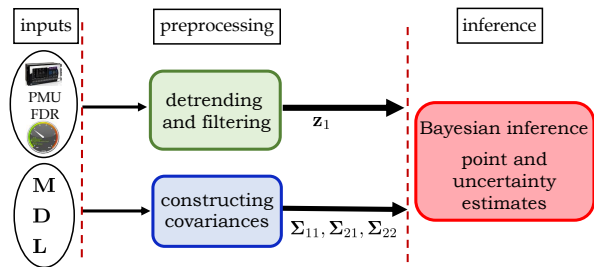 inputs
preprocessing
inference
PMU
FDR
detrending
and filtering
z₁
Bayesian inference
point and
uncertainty
estimates
M
D
L
constructing
covariances
Σ₁₁, Σ₂₁, Σ₂₂